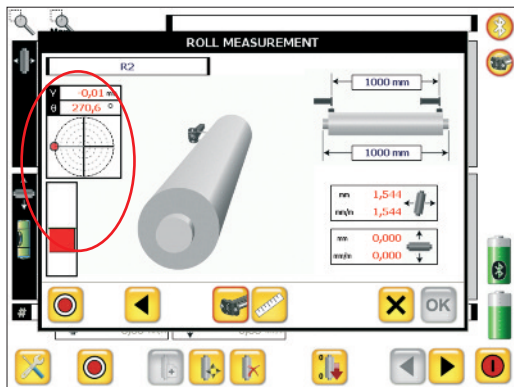 ROLL MEASUREMENT
R2
Y -0,01
θ 270,6 °
1000 mm
1000 mm
mm 1,544
mm/m 1,544
mm 0,000
mm/m 0,000
OK
#